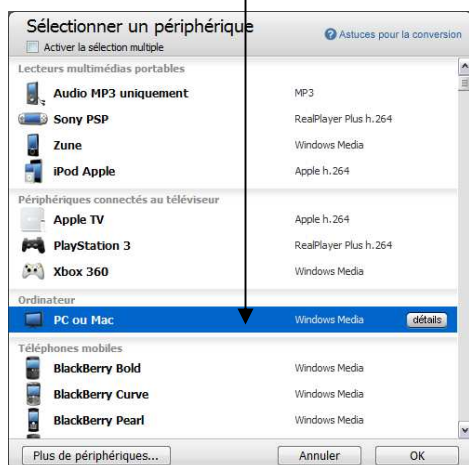 Sélectionner un périphérique
Astuces pour la conversion
Activer la sélection multiple
Lecteurs multimédias portables
Audio MP3 uniquement MP3
Sony PSP RealPlayer Plus h.264
Zune Windows Media
iPod Apple Apple h.264
Périphériques connectés au téléviseur
Apple TV Apple h.264
PlayStation 3 RealPlayer Plus h.264
Xbox 360 Windows Media
Ordinateur
PC ou Mac Windows Media détails
Téléphones mobiles
BlackBerry Bold Windows Media
BlackBerry Curve Windows Media
BlackBerry Pearl Windows Media
Plus de périphériques... Annuler OK